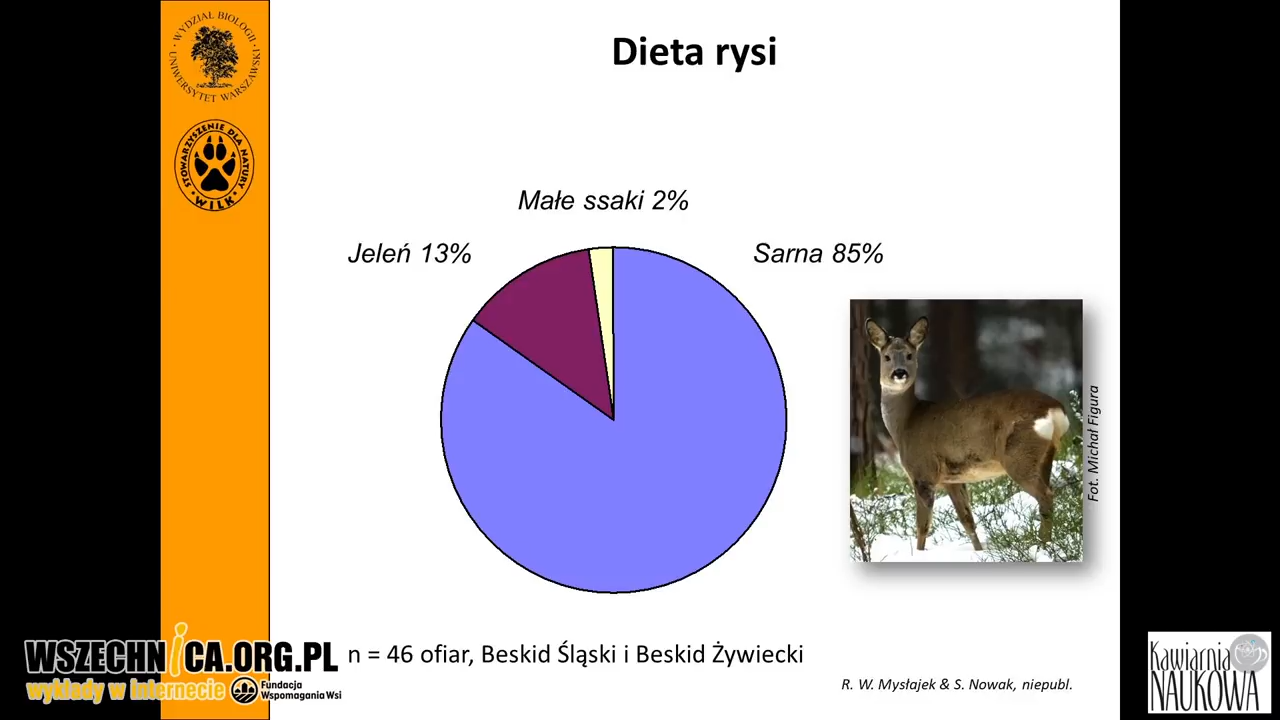 WYDZIAŁ BIOLOGII
UNIWERSYTET WARSZAWSKI
STOWARZYSZENIE DLA NATURY
WILK
Dieta rysi
Małe ssaki 2%
Jeleń 13%
Sarna 85%
Fot. Michał Figura
n = 46 ofiar, Beskid Śląski i Beskid Żywiecki
R. W. Mysłajek & S. Nowak, niepubl.
WSZECHNiCA.ORG.PL
wykłady w internecie
Fundacja
Wspomagania Wsi
Kawiarnia
NAUKOWA